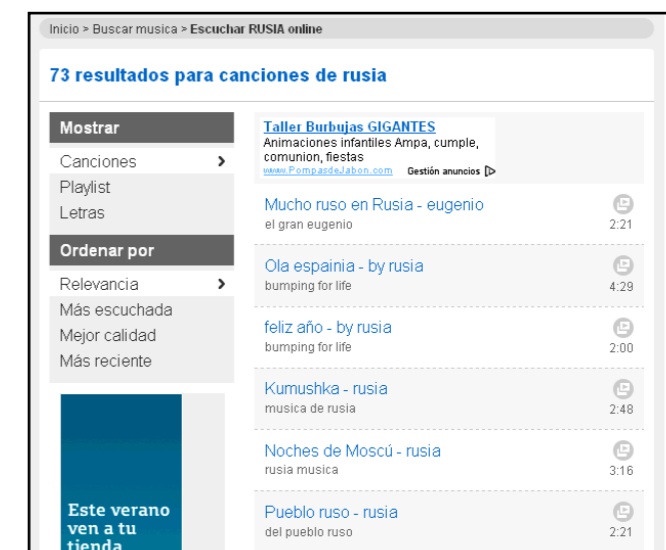 Inicio > Buscar musica > Escuchar RUSIA online
73 resultados para canciones de rusia
Mostrar
Canciones
Playlist
Letras
Ordenar por
Relevancia
Más escuchada
Mejor calidad
Más reciente
Este verano
ven a tu
tienda
Taller Burbujas GIGANTES
Animaciones infantiles Ampa, cumple,
comunion, fiestas
www.PompasdeJabon.com Gestión anuncios
Mucho ruso en Rusia - eugenio
el gran eugenio 2:21
Ola espainia - by rusia
bumping for life 4:29
feliz año - by rusia
bumping for life 2:00
Kumushka - rusia
musica de rusia 2:48
Noches de Moscú - rusia
rusia musica 3:16
Pueblo ruso - rusia
del pueblo ruso 2:21